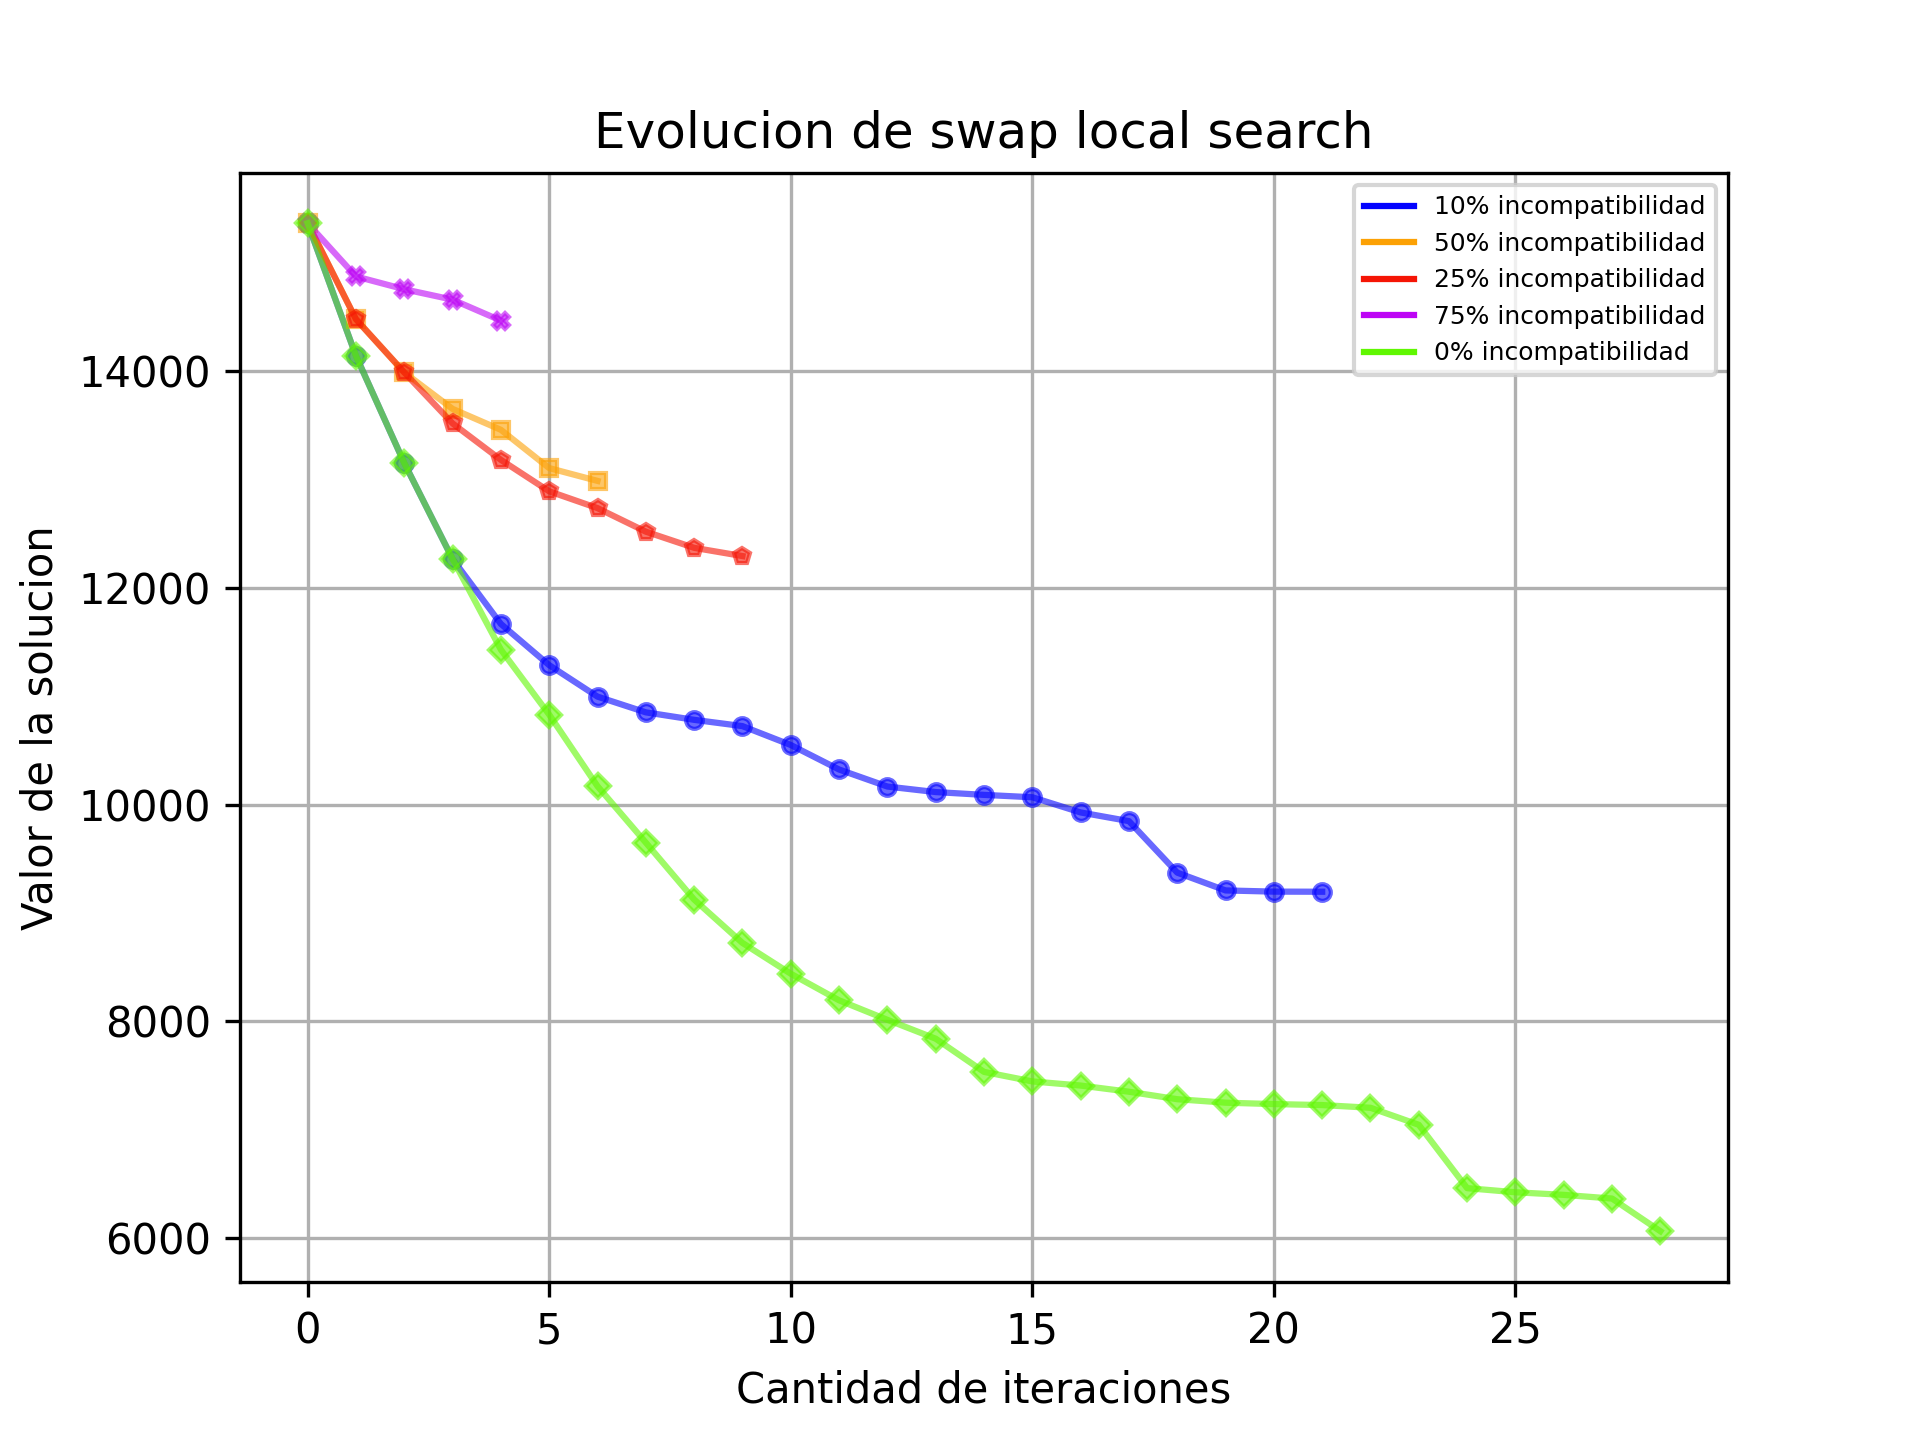 Evolucion de swap local search
10% incompatibilidad
50% incompatibilidad
25% incompatibilidad
75% incompatibilidad
0% incompatibilidad
Valor de la solucion
14000
12000
10000
8000
6000
0 5 10 15 20 25
Cantidad de iteraciones